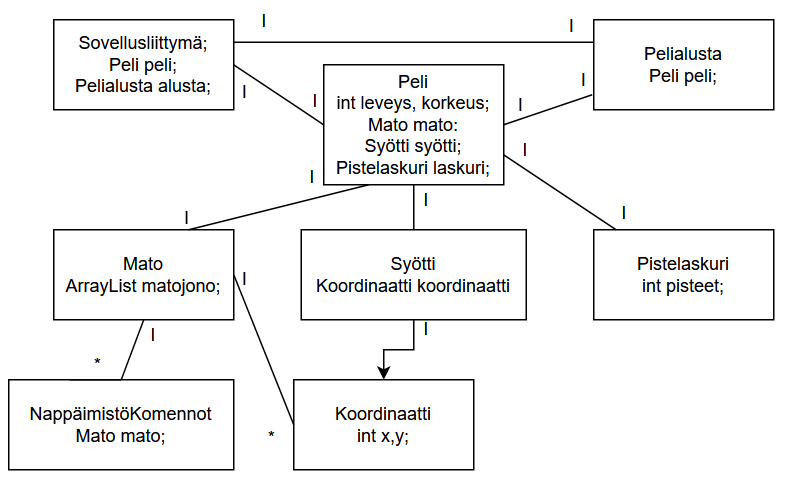 Sovellusliittymä;
Peli peli;
Pelialusta alusta;
I
I
Pelialusta
Peli peli;
I
I
Peli
int leveys, korkeus;
Mato mato:
Syötti syötti;
Pistelaskuri laskuri;
I
I
I
I
I
I
I
Mato
ArrayList matojono;
I
Syötti
Koordinaatti koordinaatti
Pistelaskuri
int pisteet;
I
I
*
NappäimistöKomennot
Mato mato;
*
Koordinaatti
int x,y;